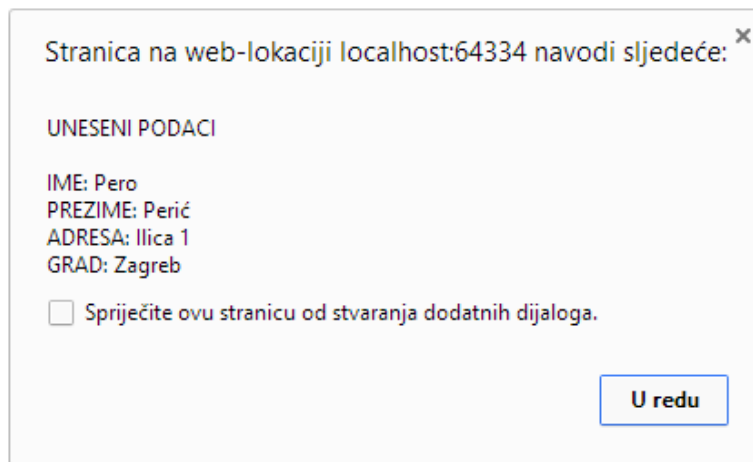 Stranica na web-lokaciji localhost:64334 navodi sljedeće:
UNESENI PODACI
IME: Pero
PREZIME: Perić
ADRESA: Ilica 1
GRAD: Zagreb
Spriječite ovu stranicu od stvaranja dodatnih dijaloga.
U redu